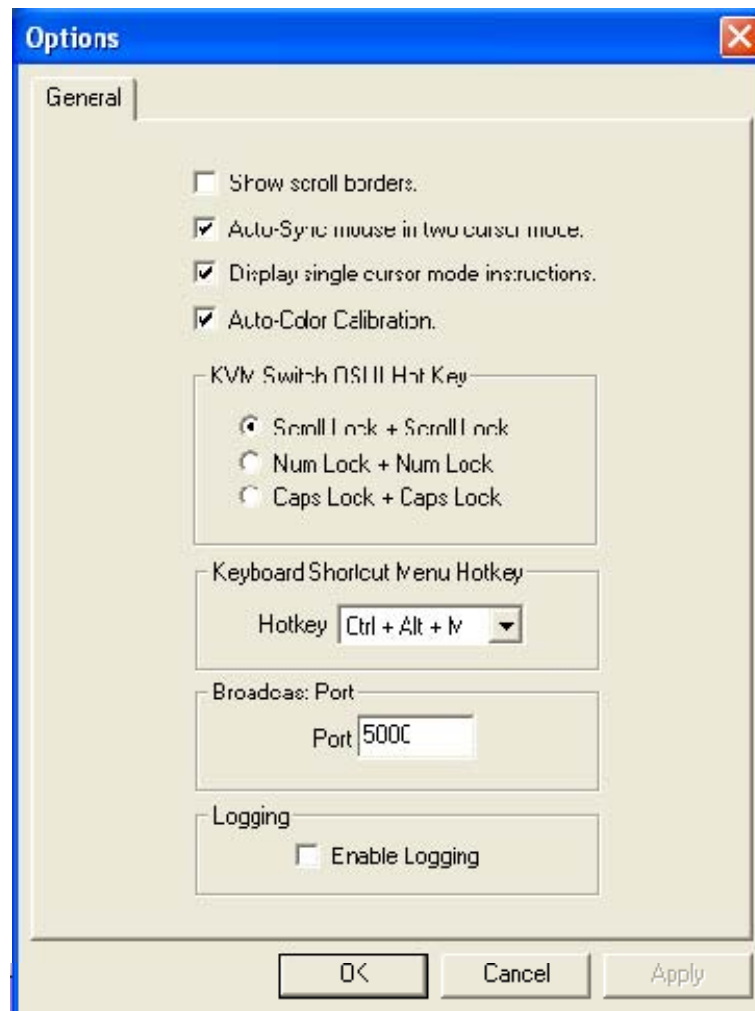 Options
General
Show scroll borders.
Auto-Sync mouse in two cursor mode.
Display single cursor mode instructions.
Auto-Color Calibration.
KVM Switch OSUI Hot Key
Scroll Lock + Scroll Lock
Num Lock + Num Lock
Caps Lock + Caps Lock
Keyboard Shortcut Menu Hotkey
Hotkey Ctrl + Alt + M
Broadcast Port
Port 5000
Logging
Enable Logging
OK Cancel Apply